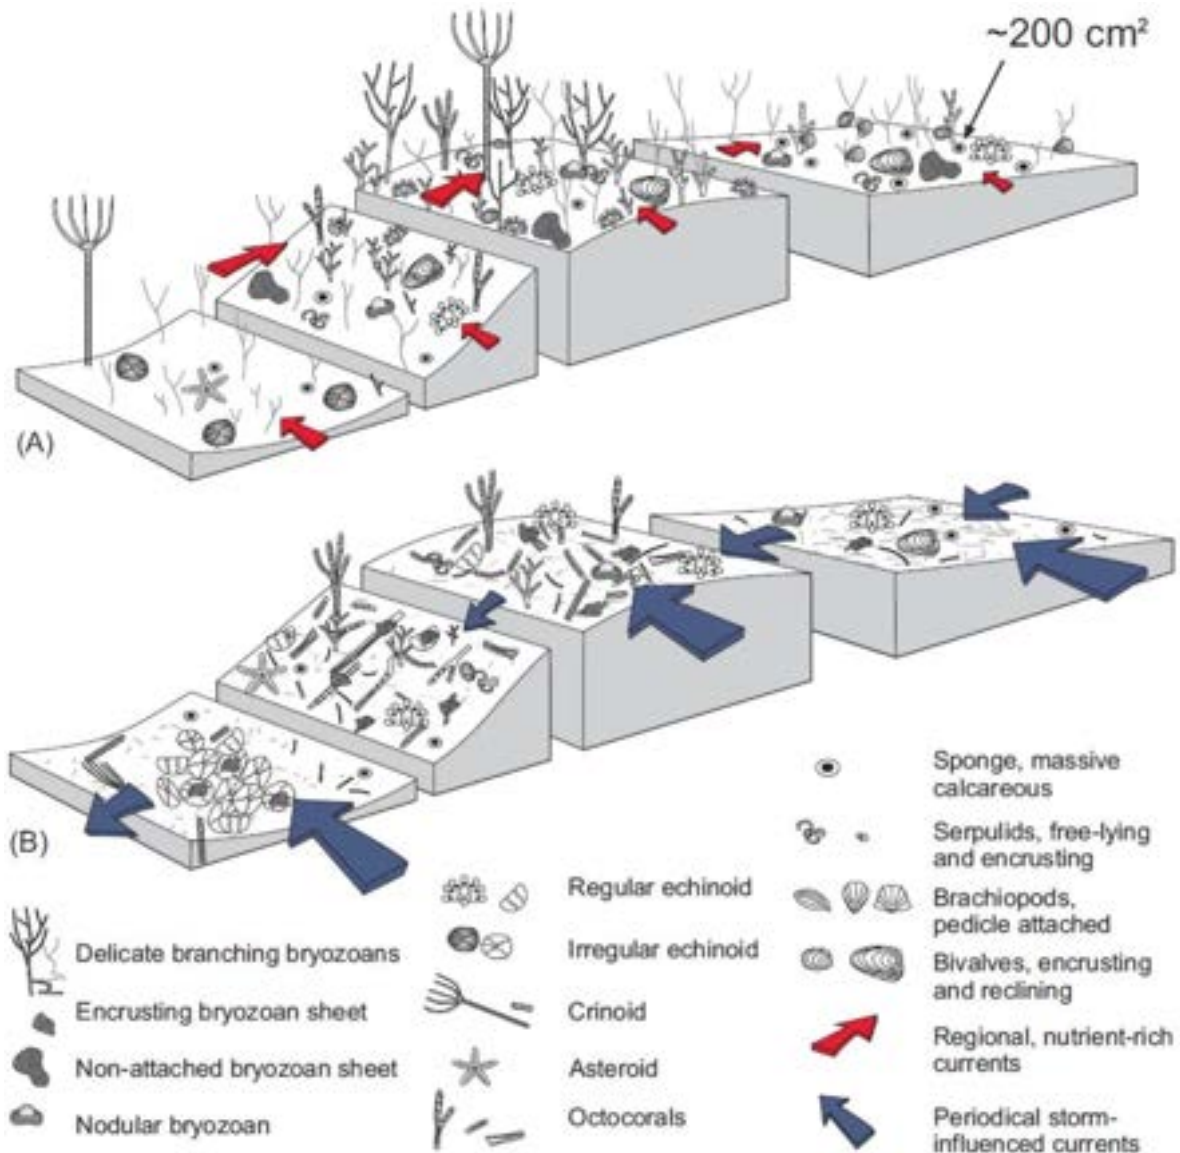 ~200 cm²
(A)
(B)
Delicate branching bryozoans
Encrusting bryozoan sheet
Non-attached bryozoan sheet
Nodular bryozoan
Regular echinoid
Irregular echinoid
Crinoid
Asteroid
Octocorals
Sponge, massive
calcareous
Serpulids, free-lying
and encrusting
Brachiopods,
pedicle attached
Bivalves, encrusting
and reclining
Regional, nutrient-rich
currents
Periodical storm-
influenced currents